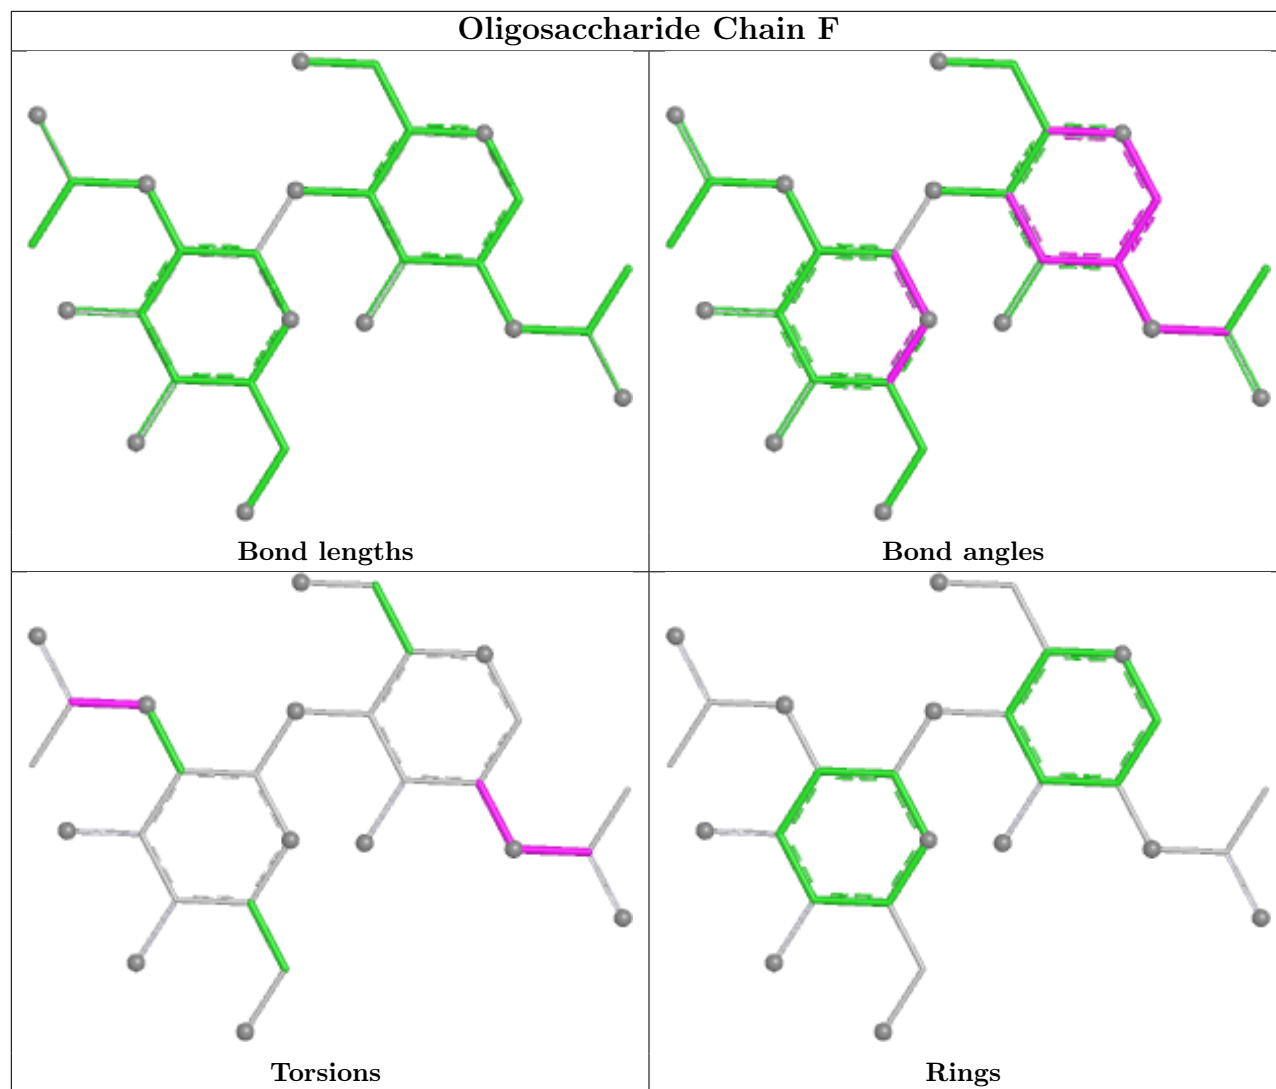 Oligosaccharide Chain F
Bond lengths
Bond angles
Torsions
Rings